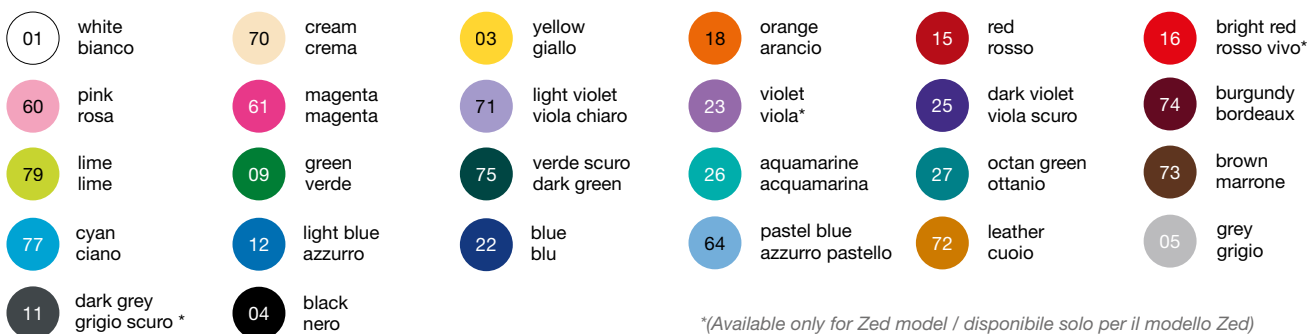 01 white
bianco
70 cream
crema
03 yellow
giallo
18 orange
arancio
15 red
rosso
16 bright red
rosso vivo*
60 pink
rosa
61 magenta
magenta
71 light violet
viola chiaro
23 violet
viola*
25 dark violet
viola scuro
74 burgundy
bordeaux
79 lime
lime
09 green
verde
75 verde scuro
dark green
26 aquamarine
acquamarina
27 octan green
ottanio
73 brown
marrone
77 cyan
ciano
12 light blue
azzurro
22 blue
blu
64 pastel blue
azzurro pastello
72 leather
cuoio
05 grey
grigio
11 dark grey
grigio scuro *
04 black
nero
*(Available only for Zed model / disponibile solo per il modello Zed)